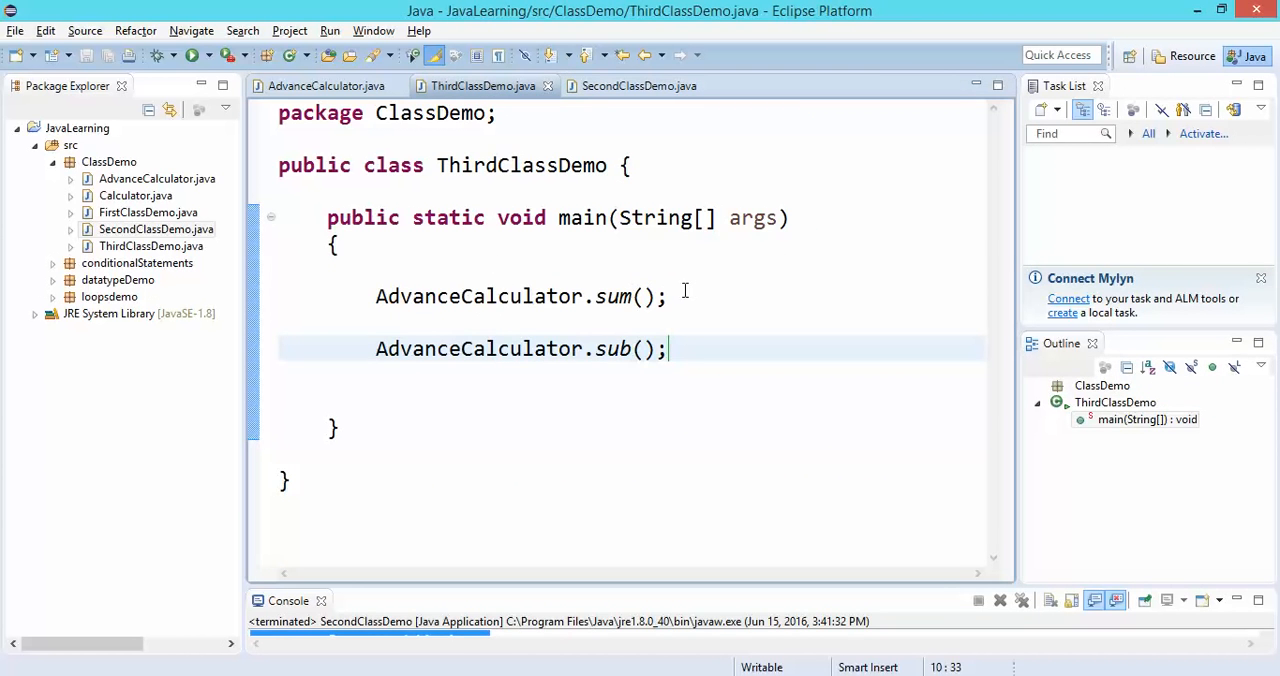 Java - JavaLearning/src/ClassDemo/ThirdClassDemo.java - Eclipse Platform
File Edit Source Refactor Navigate Search Project Run Window Help
Quick Access
Resource
Java
Package Explorer
JavaLearning
src
ClassDemo
AdvanceCalculator.java
Calculator.java
FirstClassDemo.java
SecondClassDemo.java
ThirdClassDemo.java
conditionalStatements
datatypeDemo
loopsdemo
JRE System Library [JavaSE-1.8]
AdvanceCalculator.java
ThirdClassDemo.java
SecondClassDemo.java
package ClassDemo;
public class ThirdClassDemo {
public static void main(String[] args)
{
AdvanceCalculator.sum();
AdvanceCalculator.sub();
}
}
Task List
Find
All
Activate...
Connect Mylyn
Connect to your task and ALM tools or
create a local task.
Outline
ClassDemo
ThirdClassDemo
main(String[]) : void
Console
<terminated> SecondClassDemo [Java Application] C:\Program Files\Java\jre1.8.0_40\bin\javaw.exe (Jun 15, 2016, 3:41:32 PM)
Writable
Smart Insert
10 : 33